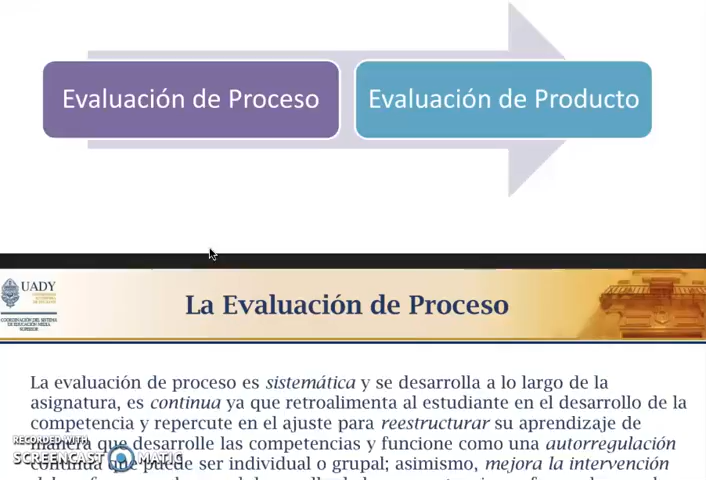 Evaluación de Proceso
Evaluación de Producto
UADY
La Evaluación de Proceso
La evaluación de proceso es sistemática y se desarrolla a lo largo de la
asignatura, es continua ya que retroalimenta al estudiante en el desarrollo de la
competencia y repercute en el ajuste para reestructurar su aprendizaje de
manera que desarrolle las competencias y funcione como una autorregulación
continua que puede ser individual o grupal; asimismo, mejora la intervención
RECORDED WITH
SCREENCAST MATIC